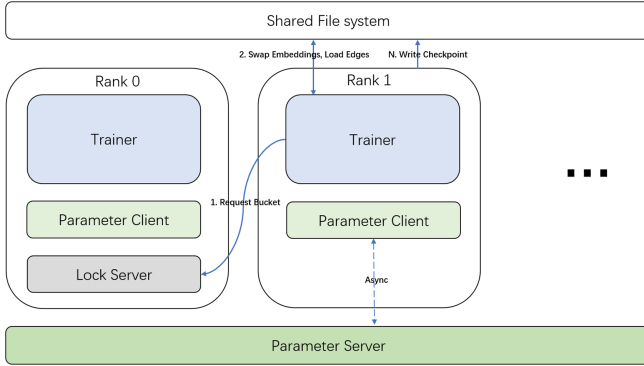 Shared File system
2. Swap Embeddings, Load Edges
N. Write Checkpoint
Rank 0
Rank 1
Trainer
Trainer
1. Request Bucket
Parameter Client
Parameter Client
Lock Server
Async
Parameter Server